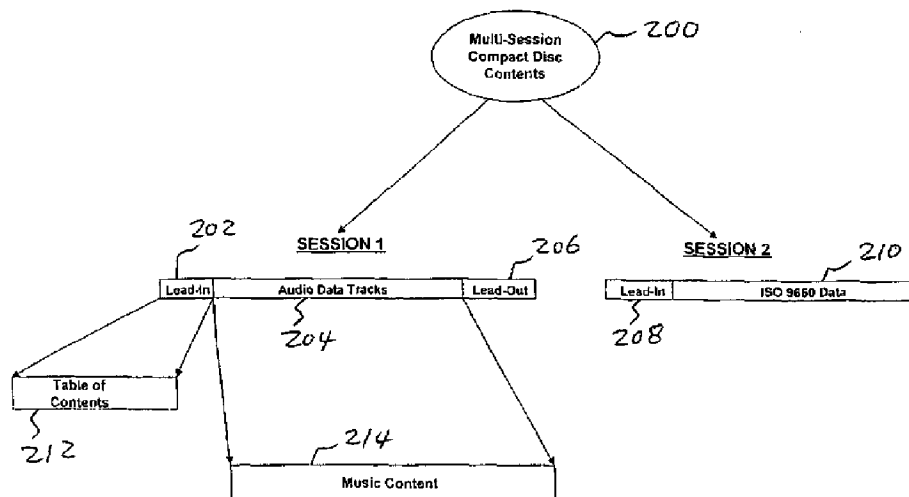 Multi-Session
Compact Disc
Contents
200
202
SESSION 1
206
SESSION 2
210
Lead-In
Audio Data Tracks
Lead-Out
Lead-In
ISO 9660 Data
204
208
Table of
Contents
212
214
Music Content